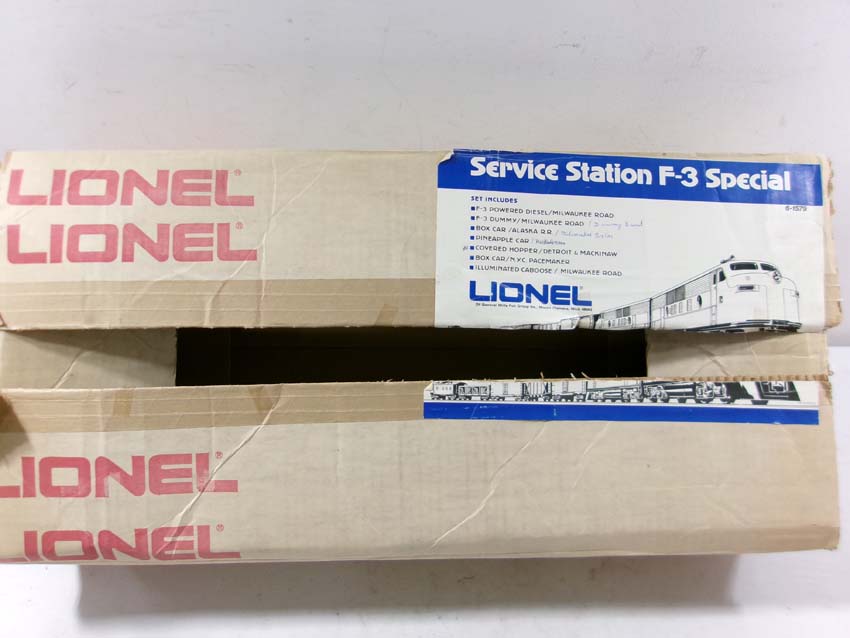 LIONEL®
LIONEL®
Service Station F-3 Special
6-1579
SET INCLUDES
■ F-3 POWERED DIESEL/MILWAUKEE ROAD
■ F-3 DUMMY/MILWAUKEE ROAD / Dummy B unit
■ BOX CAR/ALASKA R.R. /
■ PINEAPPLE CAR /
■ COVERED HOPPER/DETROIT & MACKINAW
■ BOX CAR/N.Y.C. PACEMAKER
■ ILLUMINATED CABOOSE/MILWAUKEE ROAD
LIONEL®
LIONEL®
LIONEL®